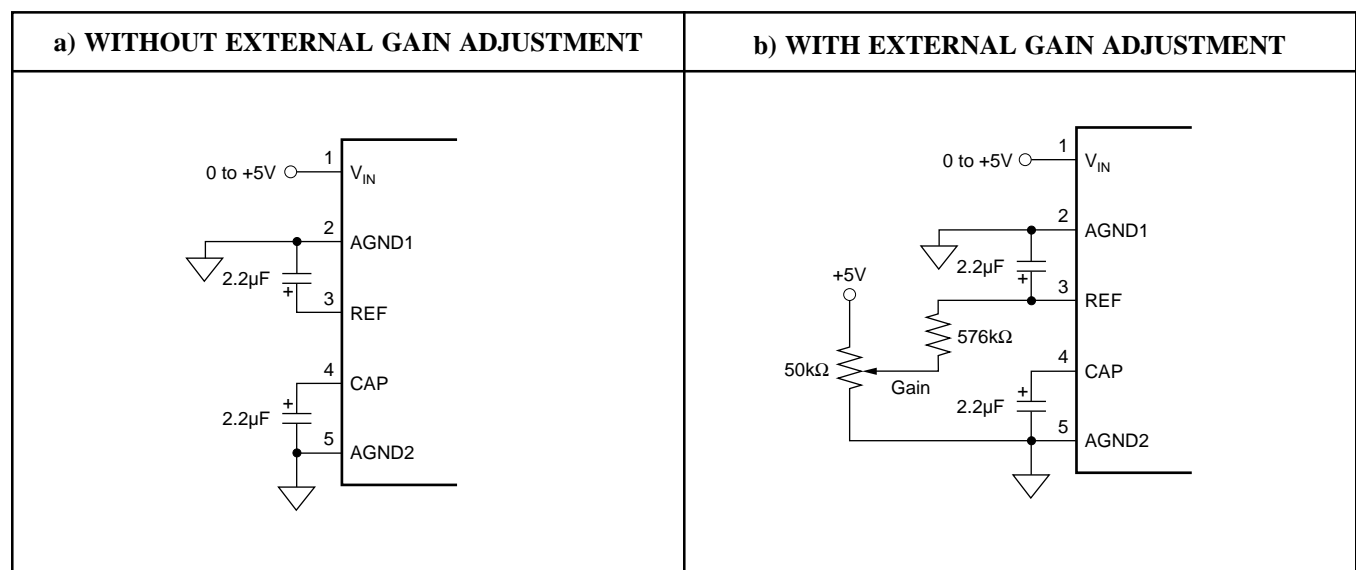 a) WITHOUT EXTERNAL GAIN ADJUSTMENT
b) WITH EXTERNAL GAIN ADJUSTMENT
0 to +5V
1
VIN
2
AGND1
2.2µF
+
3
REF
4
CAP
+
2.2µF
5
AGND2
0 to +5V
1
VIN
2
AGND1
2.2µF
+
3
REF
+5V
576kΩ
50kΩ
Gain
4
CAP
+
2.2µF
5
AGND2